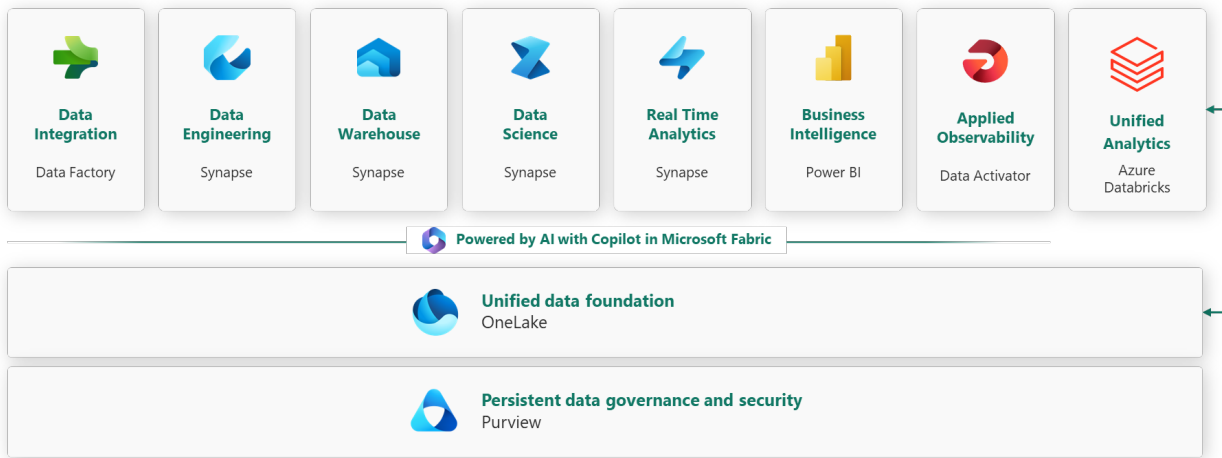 Data
Integration
Data Factory
Data
Engineering
Synapse
Data
Warehouse
Synapse
Data
Science
Synapse
Real Time
Analytics
Synapse
Business
Intelligence
Power BI
Applied
Observability
Data Activator
Unified
Analytics
Azure
Databricks
Powered by AI with Copilot in Microsoft Fabric
Unified data foundation
OneLake
Persistent data governance and security
Purview